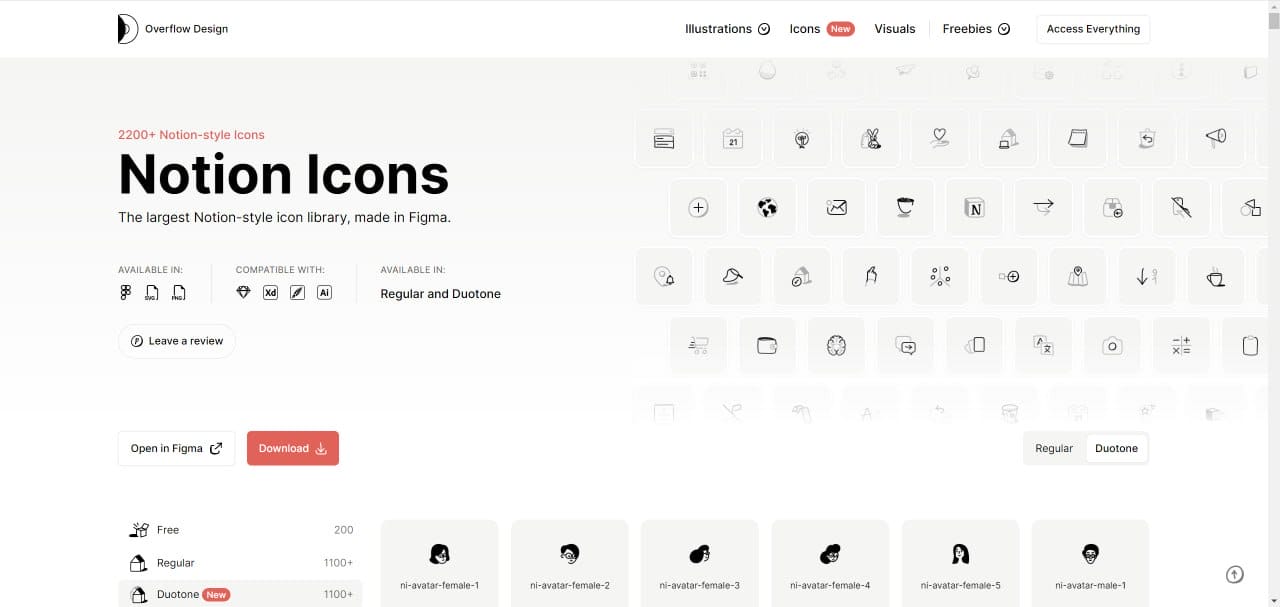 Overflow Design
Illustrations
Icons New
Visuals
Freebies
Access Everything
2200+ Notion-style Icons
Notion Icons
The largest Notion-style icon library, made in Figma.
AVAILABLE IN:
SVG PNG
COMPATIBLE WITH:
Xd Ai
AVAILABLE IN:
Regular and Duotone
Leave a review
21
N
Open in Figma
Download
Regular
Duotone
Free 200
Regular 1100+
Duotone New 1100+
ni-avatar-female-1
ni-avatar-female-2
ni-avatar-female-3
ni-avatar-female-4
ni-avatar-female-5
ni-avatar-male-1